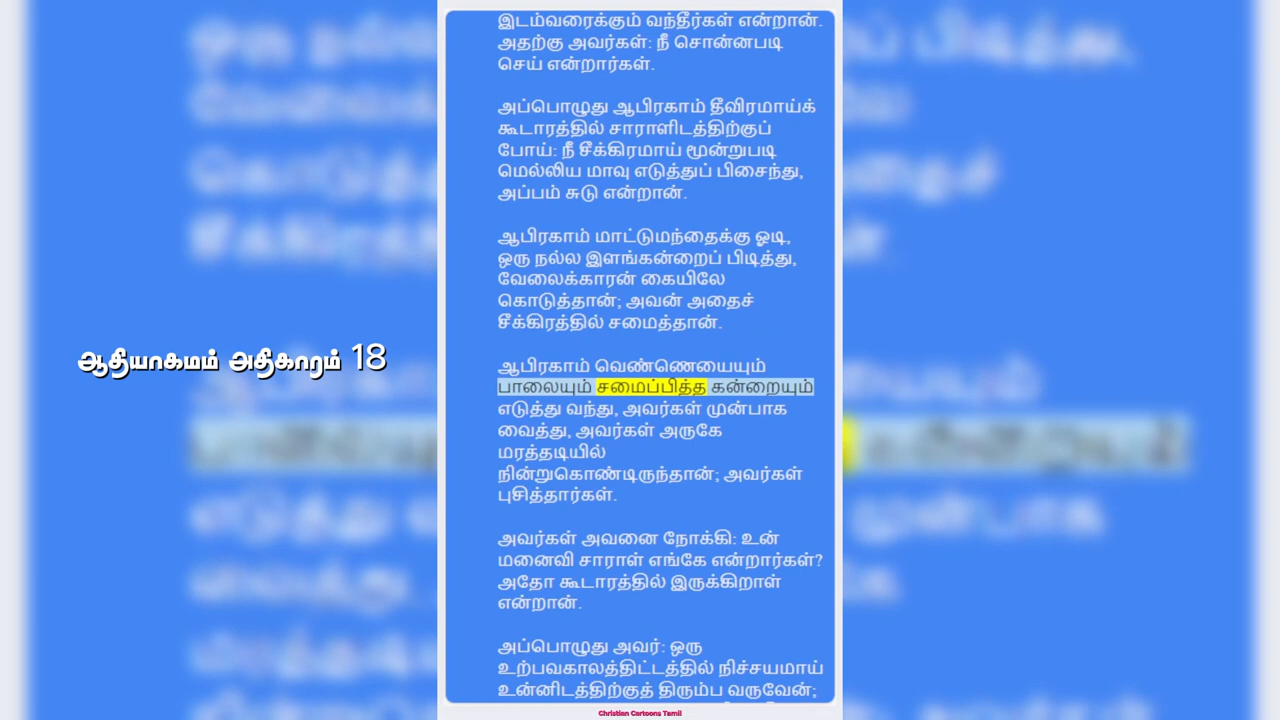 ஆதியாகமம் அதிகாரம் 18
இடம்வரைக்கும் வந்தீர்கள் என்றான்.
அதற்கு அவர்கள்: நீ சொன்னபடி
செய் என்றார்கள்.
அப்பொழுது ஆபிரகாம் தீவிரமாய்க்
கூடாரத்தில் சாராளிடத்திற்குப்
போய்: நீ சீக்கிரமாய் மூன்றுபடி
மெல்லிய மாவு எடுத்துப் பிசைந்து,
அப்பம் சுடு என்றான்.
ஆபிரகாம் மாட்டுமந்தைக்கு ஓடி,
ஒரு நல்ல இளங்கன்றைப் பிடித்து,
வேலைக்காரன் கையிலே
கொடுத்தான்; அவன் அதைச்
சீக்கிரத்தில் சமைத்தான்.
ஆபிரகாம் வெண்ணெயையும்
பாலையும் சமைப்பித்த கன்றையும்
எடுத்து வந்து, அவர்கள் முன்பாக
வைத்து, அவர்கள் அருகே
மரத்தடியில்
நின்றுகொண்டிருந்தான்; அவர்கள்
புசித்தார்கள்.
அவர்கள் அவனை நோக்கி: உன்
மனைவி சாராள் எங்கே என்றார்கள்?
அதோ கூடாரத்தில் இருக்கிறாள்
என்றான்.
அப்பொழுது அவர்: ஒரு
உற்பவகாலத்திட்டத்தில் நிச்சயமாய்
உன்னிடத்திற்குத் திரும்ப வருவேன்;
Christian Cartoons Tamil